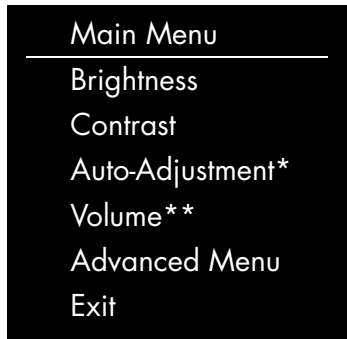 Main Menu
Brightness
Contrast
Auto-Adjustment*
Volume**
Advanced Menu
Exit